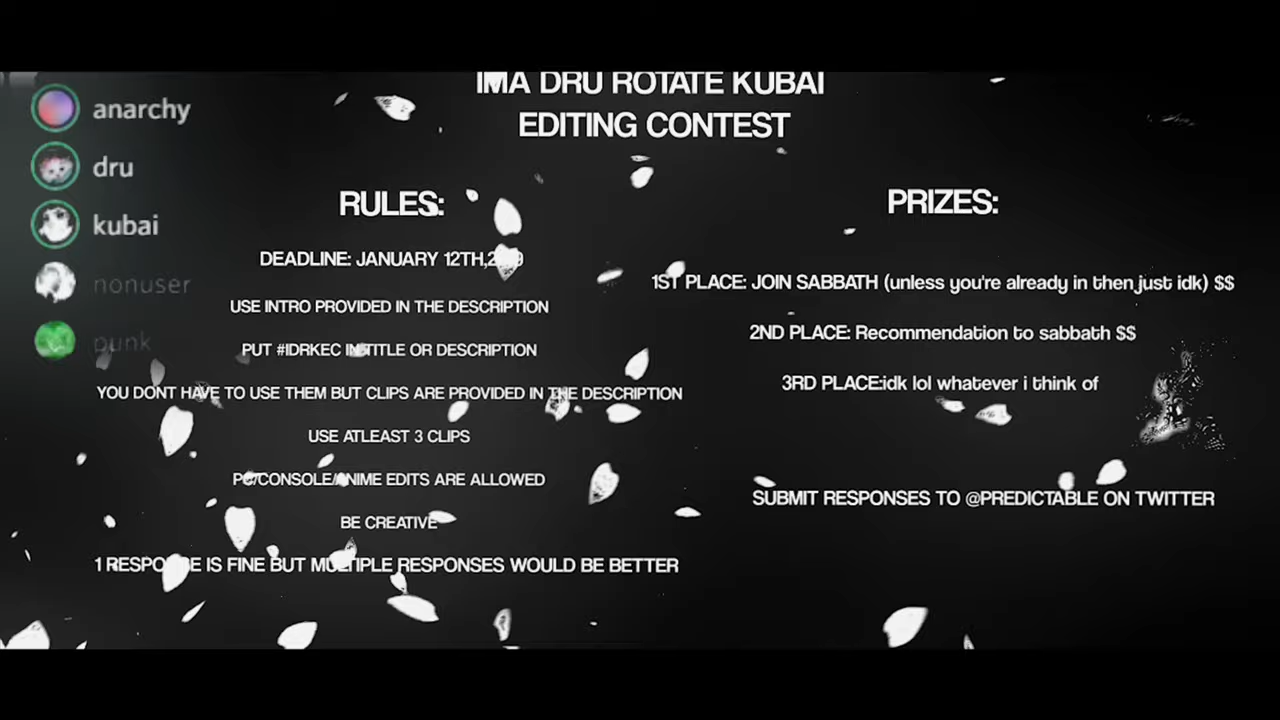 anarchy
dru
kubai
nonuser
punk
IMA DRU ROTATE KUBAI
EDITING CONTEST
RULES:
DEADLINE: JANUARY 12TH,
USE INTRO PROVIDED IN THE DESCRIPTION
PUT #IDRKEC IN TITLE OR DESCRIPTION
YOU DONT HAVE TO USE THEM BUT CLIPS ARE PROVIDED IN THE DESCRIPTION
USE ATLEAST 3 CLIPS
PC/CONSOLE/ANIME EDITS ARE ALLOWED
BE CREATIVE
1 RESPONSE IS FINE BUT MULTIPLE RESPONSES WOULD BE BETTER
PRIZES:
1ST PLACE: JOIN SABBATH (unless you're already in then just idk) $$
2ND PLACE: Recommendation to sabbath $$
3RD PLACE:idk lol whatever i think of
SUBMIT RESPONSES TO @PREDICTABLE ON TWITTER